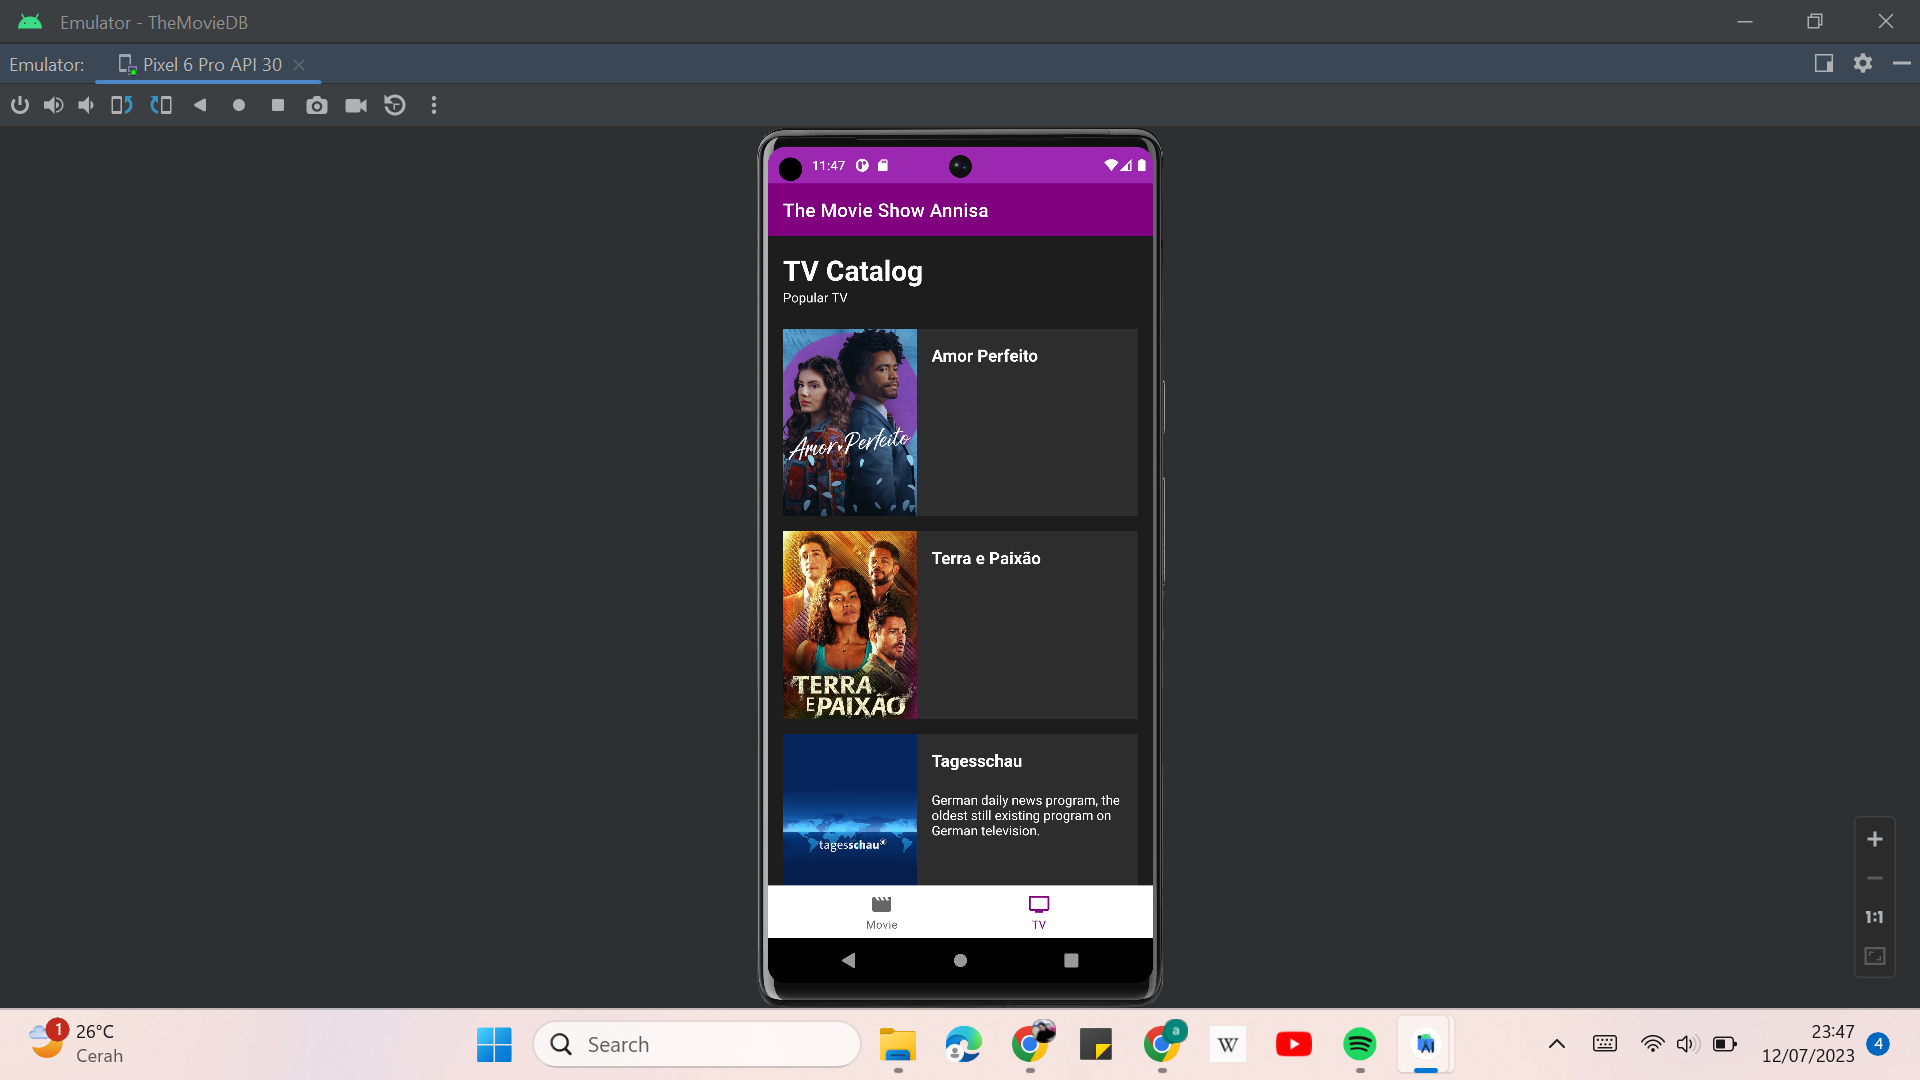 Emulator - TheMovieDB
Emulator:
Pixel 6 Pro API 30
11:47
The Movie Show Annisa
TV Catalog
Popular TV
Amor Perfeito
Amor Perfeito
Terra e Paixão
TERRA
E PAIXÃO
Tagesschau
German daily news program, the
oldest still existing program on
German television.
tagesschau
Movie
TV
1:1
1
26°C
Cerah
Search
a
W
AI
23:47
12/07/2023
4